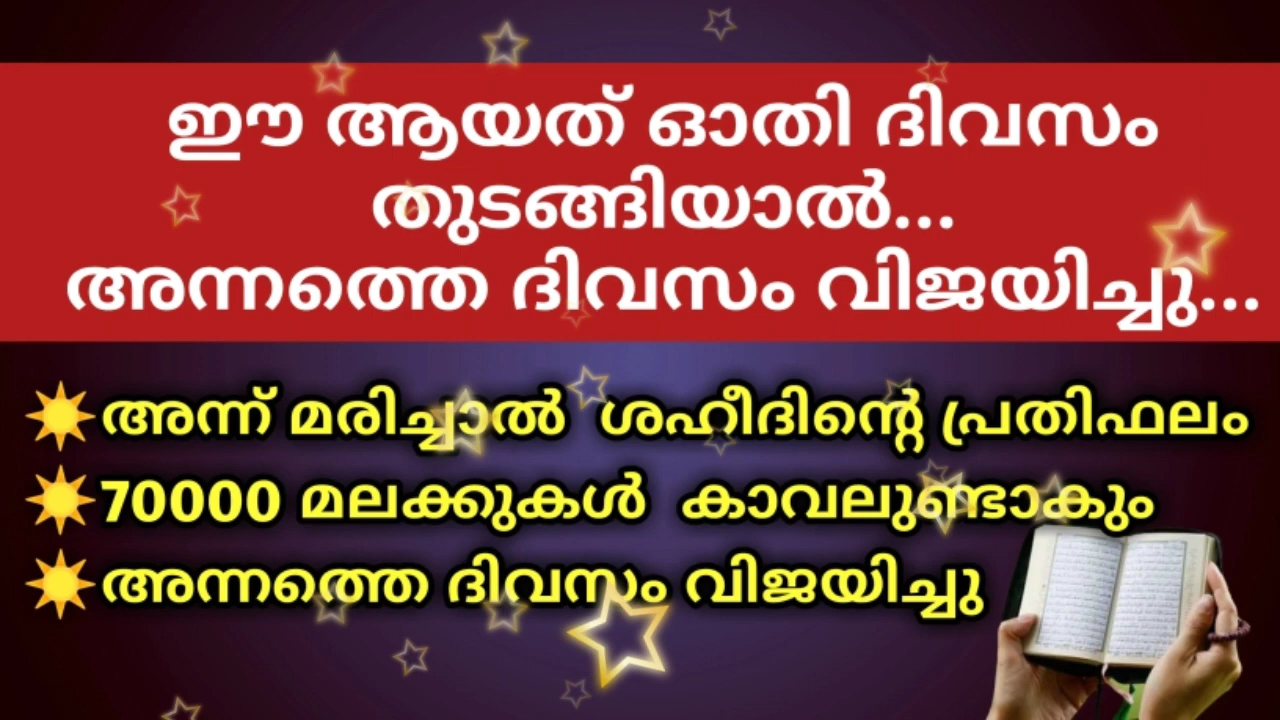 ഈ ആയത് ഓതി ദിവസം
തുടങ്ങിയാൽ...
അന്നത്തെ ദിവസം വിജയിച്ചു...
അന്ന് മരിച്ചാൽ ശഹീദിന്റെ പ്രതിഫലം
70000 മലക്കുകൾ കാവലുണ്ടാകും
അന്നത്തെ ദിവസം വിജയിച്ചു